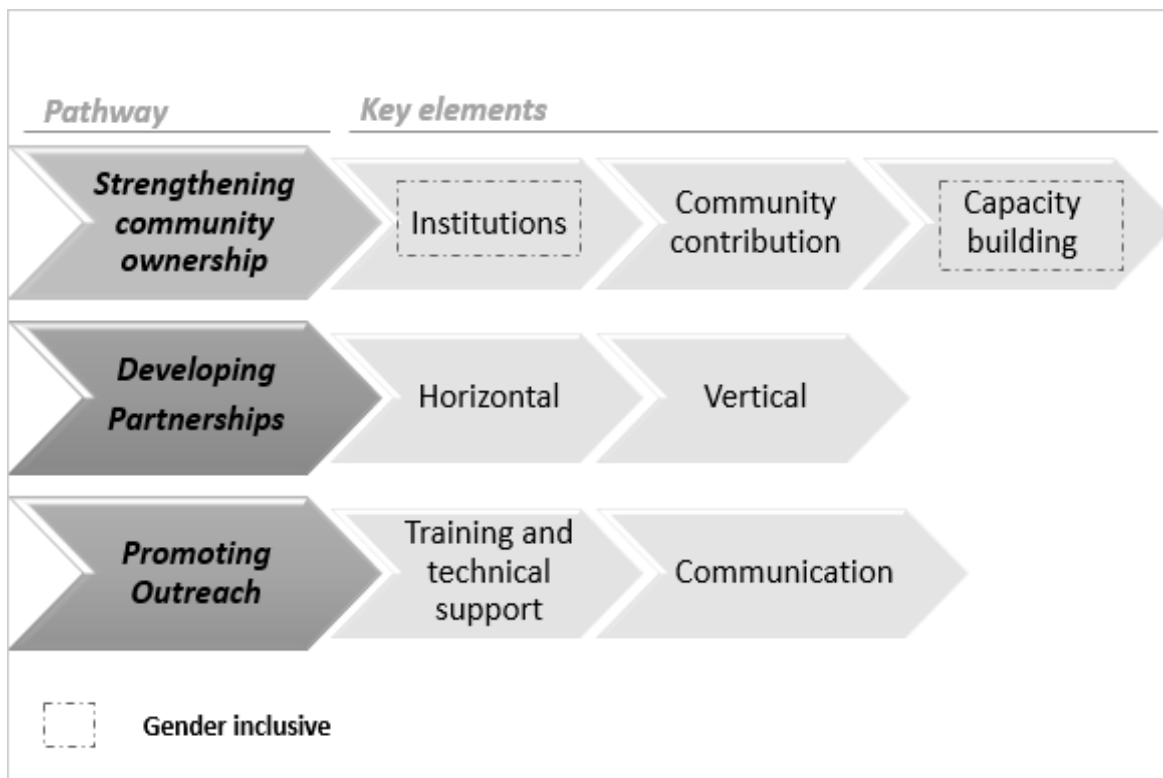 Pathway
Key elements
Strengthening
community
ownership
Institutions
Community
contribution
Capacity
building
Developing
Partnerships
Horizontal
Vertical
Promoting
Outreach
Training and
technical
support
Communication
Gender inclusive